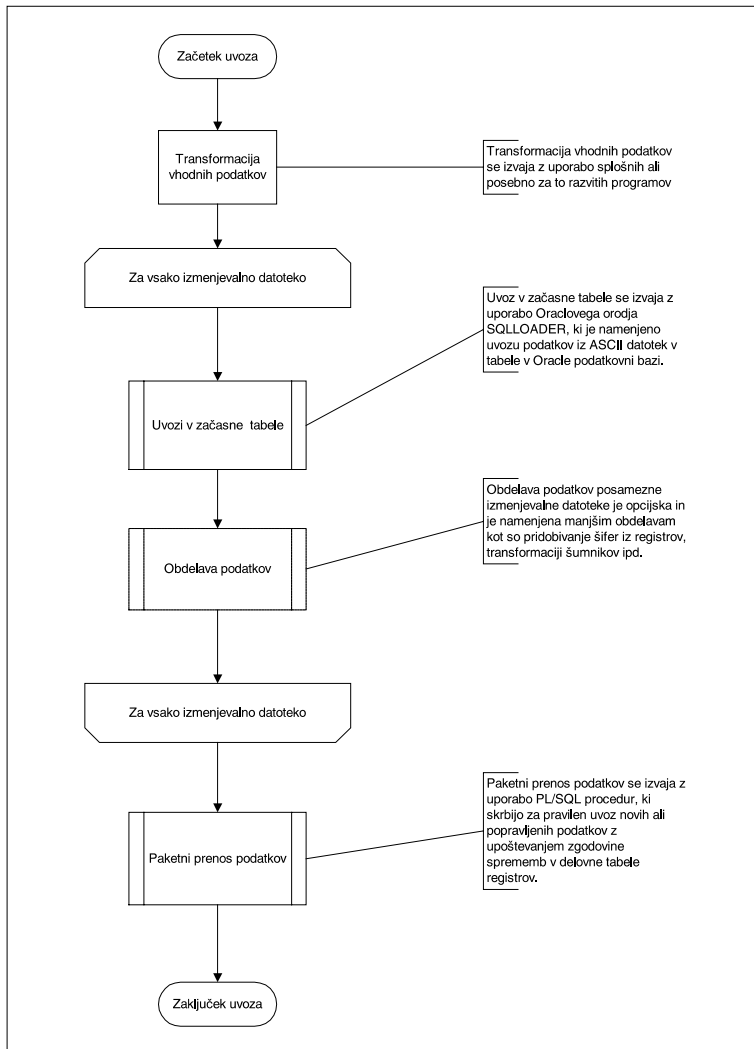 Začetek uvoza
Transformacija
vhodnih podatkov
Transformacija vhodnih podatkov
se izvaja z uporabo splošnih ali
posebno za to razvitih programov
Za vsako izmenjevalno datoteko
Uvoz v začasne tabele se izvaja z
uporabo Oraclovega orodja
SQLLOADER, ki je namenjeno
uvozu podatkov iz ASCII datotek v
tabele v Oracle podatkovni bazi.
Uvozi v začasne tabele
Obdelava podatkov posamezne
izmenjevalne datoteke je opcijska in
je namenjena manjšim obdelavam
kot so pridobivanje šifer iz registrov,
transformaciji šumnikov ipd.
Obdelava podatkov
Za vsako izmenjevalno datoteko
Paketni prenos podatkov se izvaja z
uporabo PL/SQL procedur, ki
skrbijo za pravilen uvoz novih ali
popravljenih podatkov z
upoštevanjem zgodovine
sprememb v delovne tabele
registrov.
Paketni prenos podatkov
Zaključek uvoza